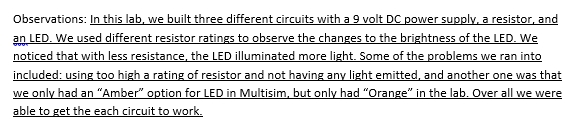 Observations: In this lab, we built three different circuits with a 9 volt DC power supply, a resistor, and
an LED. We used different resistor ratings to observe the changes to the brightness of the LED. We
noticed that with less resistance, the LED illuminated more light. Some of the problems we ran into
included: using too high a rating of resistor and not having any light emitted, and another one was that
we only had an "Amber" option for LED in Multisim, but only had "Orange" in the lab. Over all we were
able to get the each circuit to work.